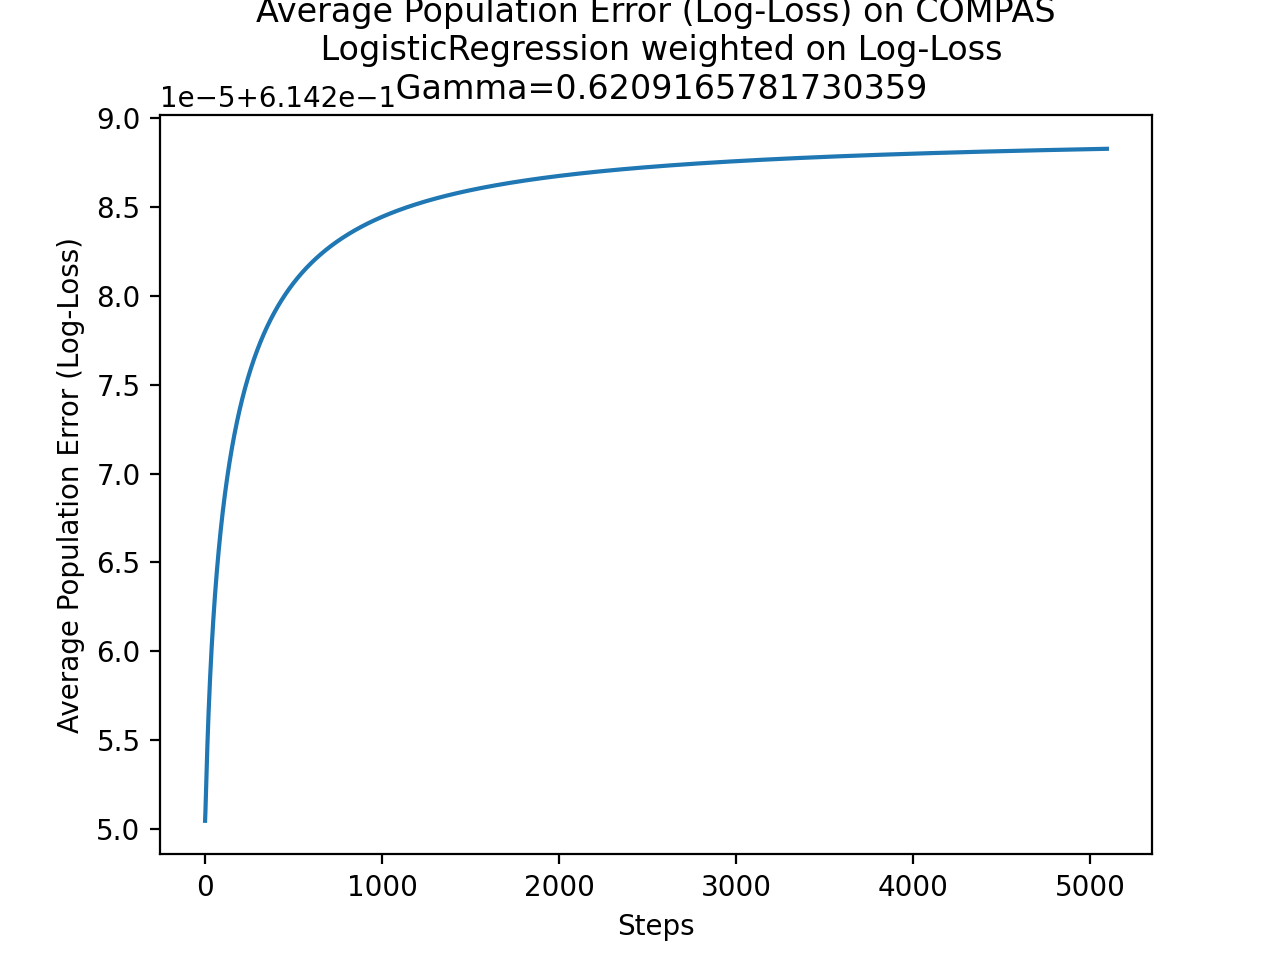 Average Population Error (Log-Loss) on COMPAS
LogisticRegression weighted on Log-Loss
Gamma=0.6209165781730359
1e−5+6.142e−1
9.0
8.5
8.0
7.5
7.0
6.5
6.0
5.5
5.0
Average Population Error (Log-Loss)
0 1000 2000 3000 4000 5000
Steps